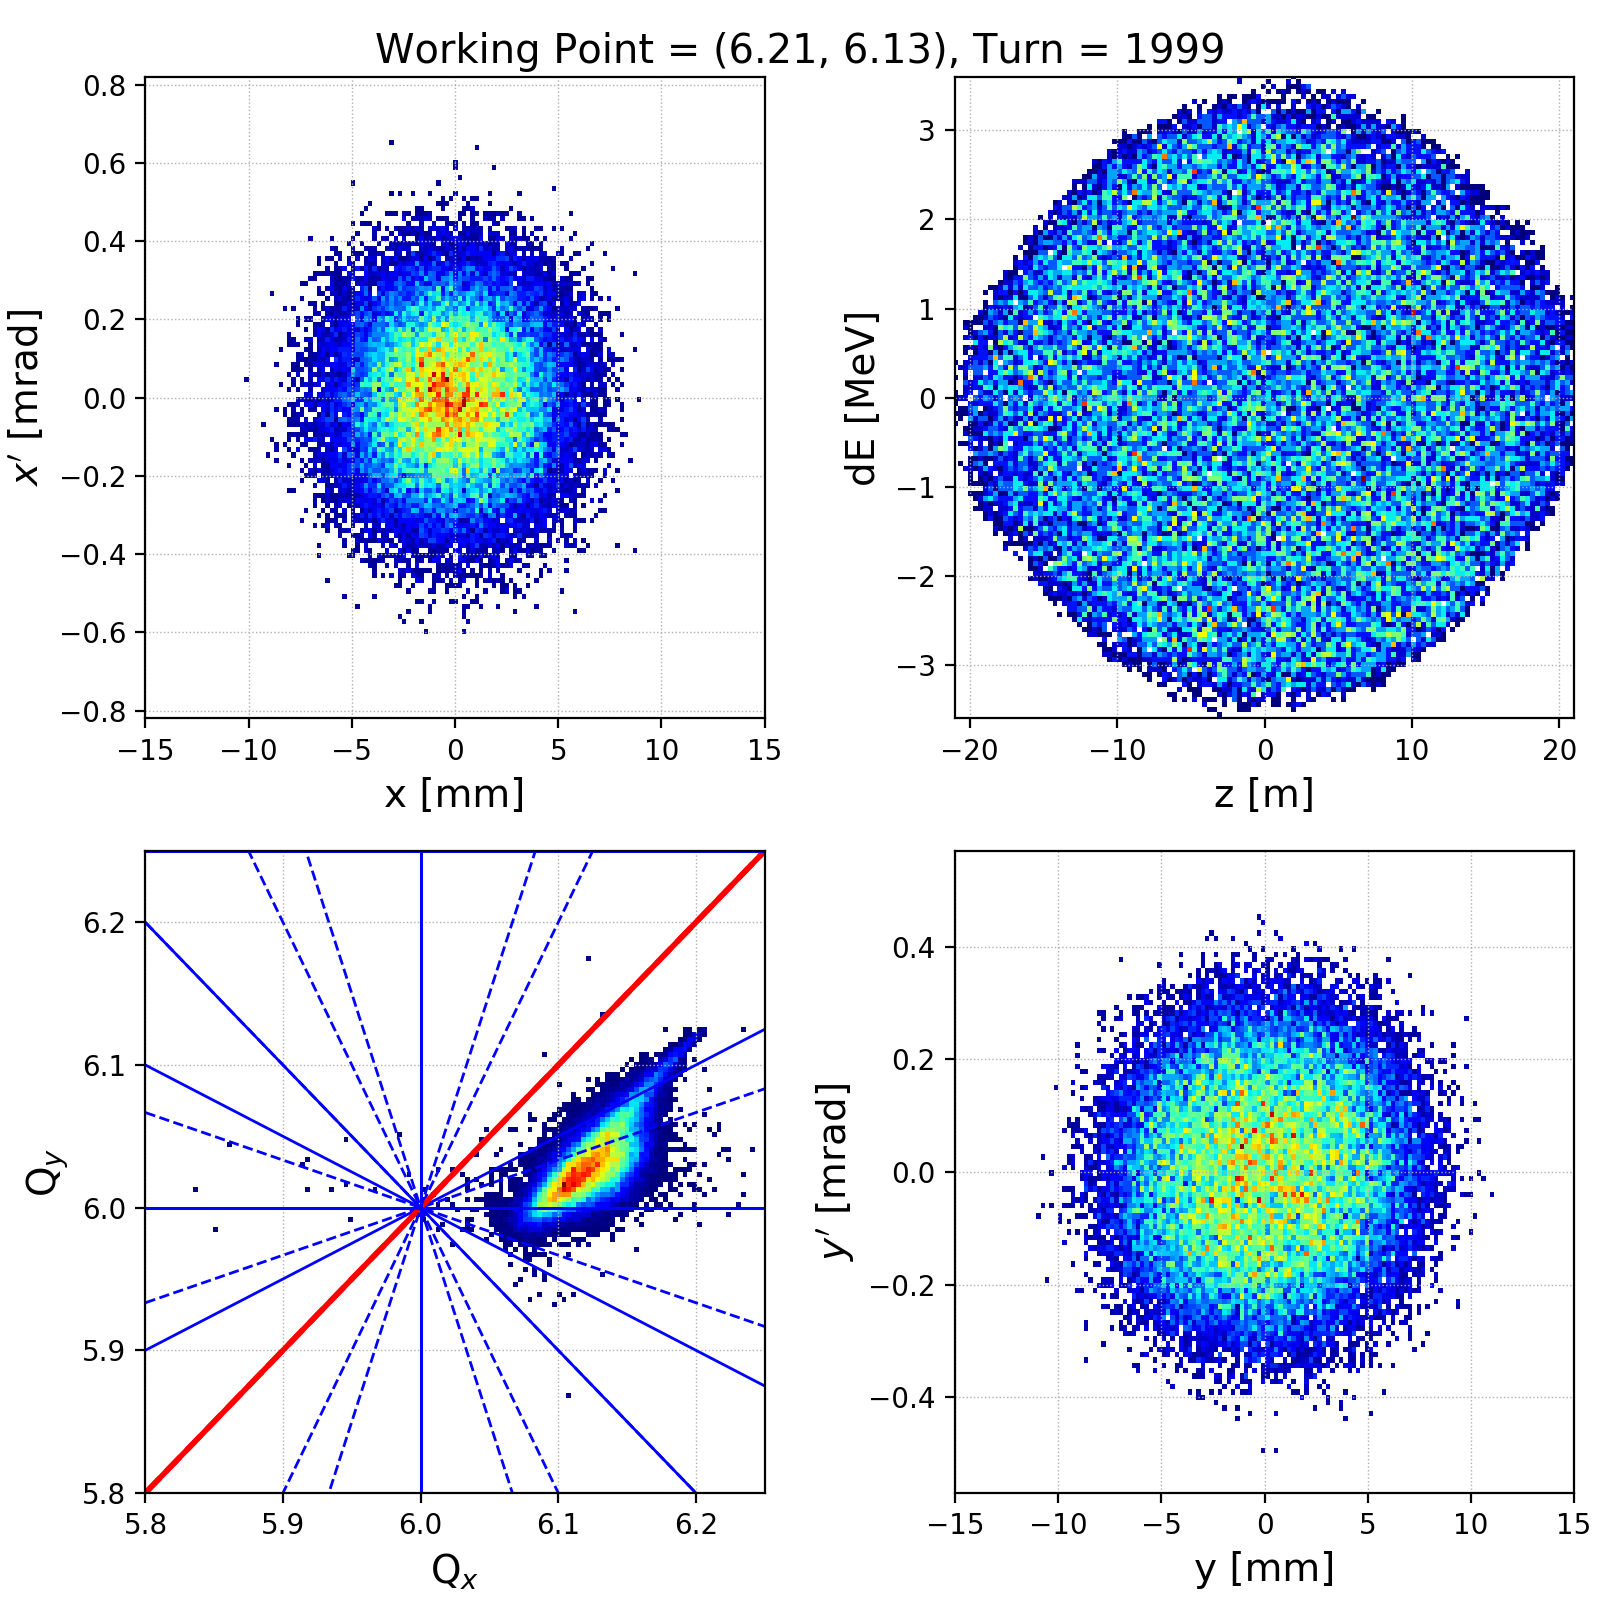 Working Point = (6.21, 6.13), Turn = 1999
0.8
0.6
0.4
0.2
0.0
−0.2
−0.4
−0.6
−0.8
x′ [mrad]
−15 −10 −5 0 5 10 15
x [mm]
3
2
1
0
−1
−2
−3
dE [MeV]
−20 −10 0 10 20
z [m]
6.2
6.1
6.0
5.9
5.8
Qy
5.8 5.9 6.0 6.1 6.2
Qx
0.4
0.2
0.0
−0.2
−0.4
y′ [mrad]
−15 −10 −5 0 5 10 15
y [mm]